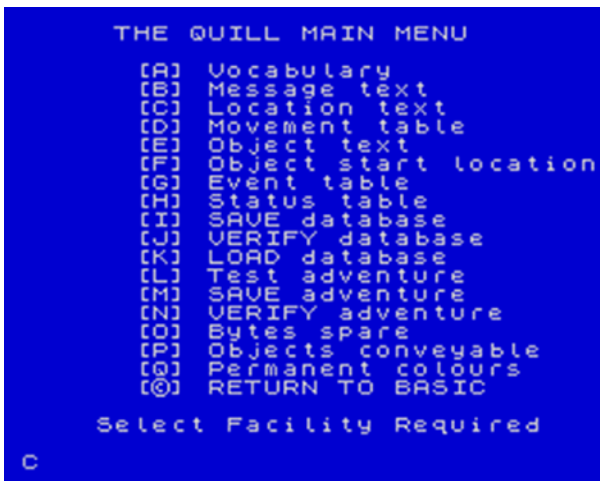 THE QUILL MAIN MENU
[A] Vocabulary
[B] Message text
[C] Location text
[D] Movement table
[E] Object text
[F] Object start location
[G] Event table
[H] Status table
[I] SAVE database
[J] VERIFY database
[K] LOAD database
[L] Test adventure
[M] SAVE adventure
[N] VERIFY adventure
[O] Bytes spare
[P] Objects conveyable
[Q] Permanent colours
[©] RETURN TO BASIC
Select Facility Required
C